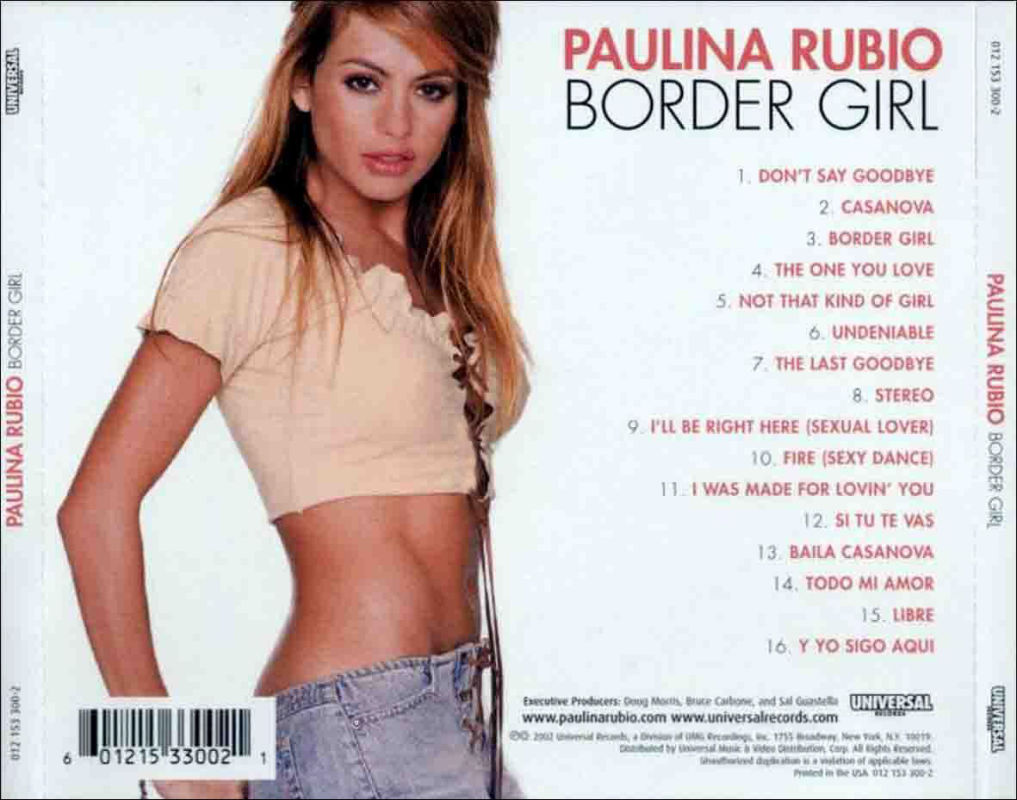 PAULINA RUBIO
BORDER GIRL
1. DON'T SAY GOODBYE
2. CASANOVA
3. BORDER GIRL
4. THE ONE YOU LOVE
5. NOT THAT KIND OF GIRL
6. UNDENIABLE
7. THE LAST GOODBYE
8. STEREO
9. I'LL BE RIGHT HERE (SEXUAL LOVER)
10. FIRE (SEXY DANCE)
11. I WAS MADE FOR LOVIN' YOU
12. SI TU TE VAS
13. BAILA CASANOVA
14. TODO MI AMOR
15. LIBRE
16. Y YO SIGO AQUI
Executive Producers: Doug Morris, Bruce Carbone, and Sal Guastella
UNIVERSAL
RECORDS
www.paulinarubio.com www.universalrecords.com
℗© 2002 Universal Records, a Division of UMG Recordings, Inc. 1755 Broadway, New York, N.Y. 10019.
Distributed by Universal Music & Video Distribution, Corp. All Rights Reserved.
Unauthorized duplication is a violation of applicable laws.
Printed in the USA 012 153 300-2
6 01215 33002 1
UNIVERSAL
PAULINA RUBIO BORDER GIRL
012 153 300-2
012 153 300-2
PAULINA RUBIO BORDER GIRL
UNIVERSAL